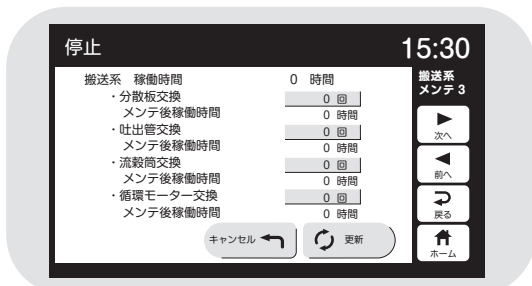 停止 15:30
搬送系 稼働時間 0 時間
・分散板交換 0 回
メンテ後稼働時間 0 時間
・吐出管交換 0 回
メンテ後稼働時間 0 時間
・流穀筒交換 0 回
メンテ後稼働時間 0 時間
・循環モーター交換 0 回
メンテ後稼働時間 0 時間
キャンセル 更新
搬送系
メンテ 3
次へ
前へ
戻る
ホーム